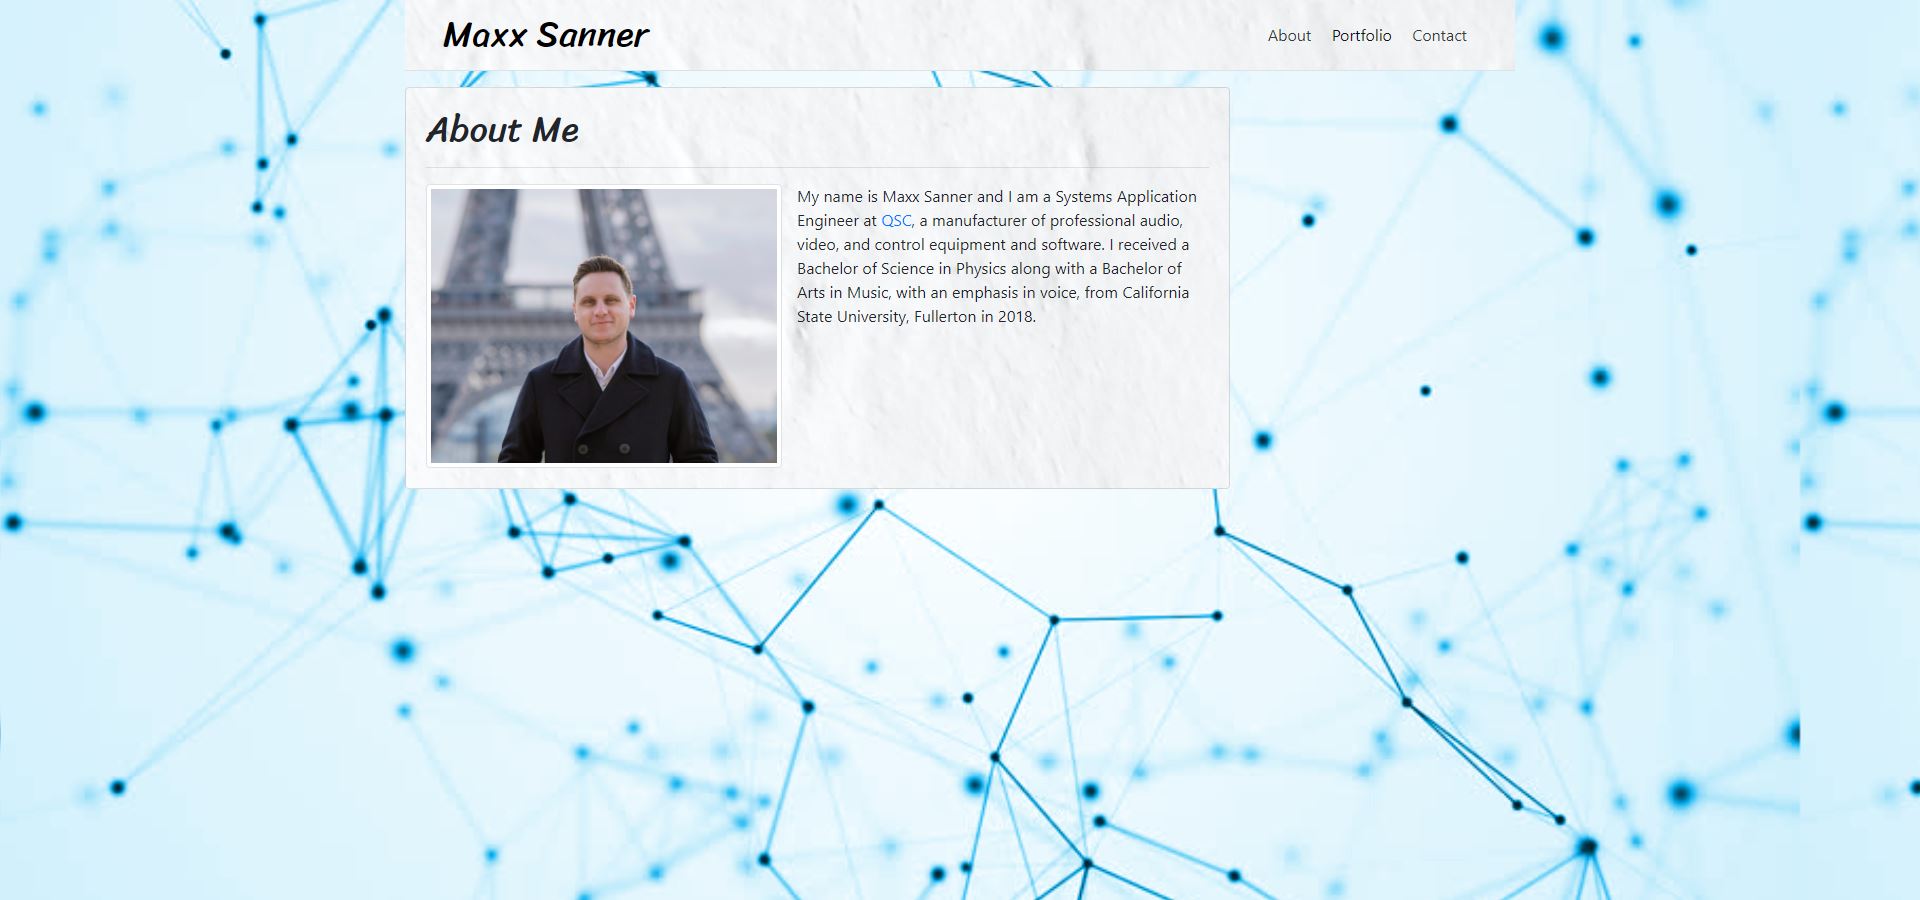 Maxx Sanner
About Portfolio Contact
About Me
My name is Maxx Sanner and I am a Systems Application
Engineer at QSC, a manufacturer of professional audio,
video, and control equipment and software. I received a
Bachelor of Science in Physics along with a Bachelor of
Arts in Music, with an emphasis in voice, from California
State University, Fullerton in 2018.